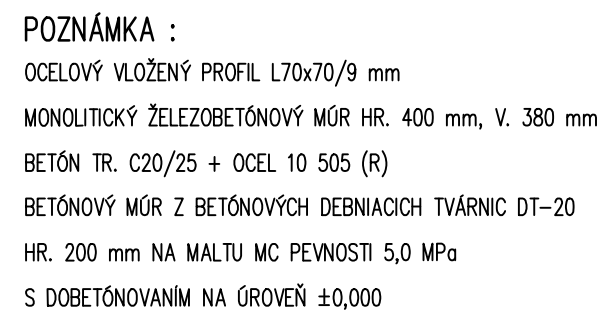 POZNÁMKA :
OCELOVÝ VLOŽENÝ PROFIL L70x70/9 mm
MONOLITICKÝ ŽELEZOBETÓNOVÝ MÚR HR. 400 mm, V. 380 mm
BETÓN TR. C20/25 + OCEL 10 505 (R)
BETÓNOVÝ MÚR Z BETÓNOVÝCH DEBNIACICH TVÁRNIC DT-20
HR. 200 mm NA MALTU MC PEVNOSTI 5,0 MPa
S DOBETÓNOVANÍM NA ÚROVEŇ ±0,000